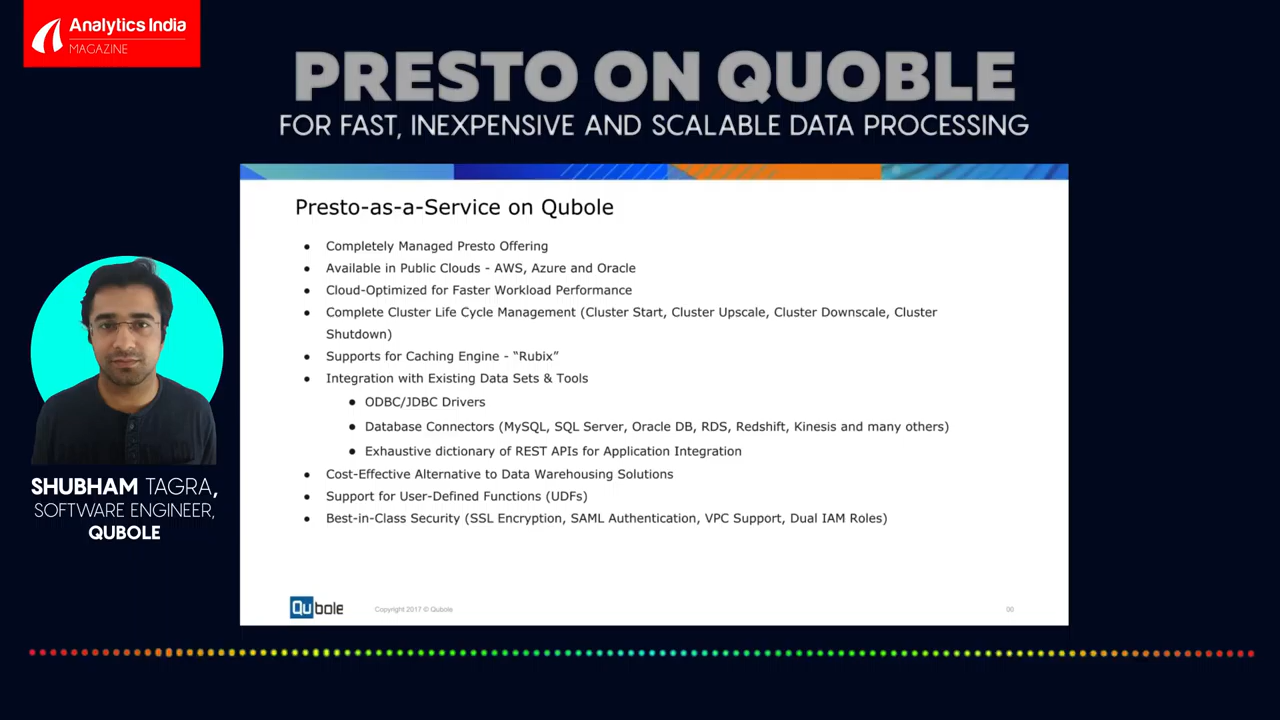 Analytics India
MAGAZINE
PRESTO ON QUOBLE
FOR FAST, INEXPENSIVE AND SCALABLE DATA PROCESSING
Presto-as-a-Service on Qubole
● Completely Managed Presto Offering
● Available in Public Clouds - AWS, Azure and Oracle
● Cloud-Optimized for Faster Workload Performance
● Complete Cluster Life Cycle Management (Cluster Start, Cluster Upscale, Cluster Downscale, Cluster
Shutdown)
● Supports for Caching Engine - “Rubix”
● Integration with Existing Data Sets & Tools
● ODBC/JDBC Drivers
● Database Connectors (MySQL, SQL Server, Oracle DB, RDS, Redshift, Kinesis and many others)
● Exhaustive dictionary of REST APIs for Application Integration
● Cost-Effective Alternative to Data Warehousing Solutions
● Support for User-Defined Functions (UDFs)
● Best-in-Class Security (SSL Encryption, SAML Authentication, VPC Support, Dual IAM Roles)
Qubole
Copyright 2017 © Qubole
00
SHUBHAM TAGRA,
SOFTWARE ENGINEER,
QUBOLE